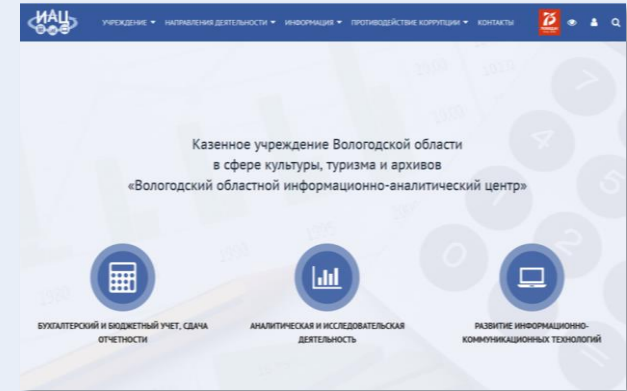 ИАЦ
УЧРЕЖДЕНИЕ НАПРАВЛЕНИЯ ДЕЯТЕЛЬНОСТИ ИНФОРМАЦИЯ ПРОТИВОДЕЙСТВИЕ КОРРУПЦИИ КОНТАКТЫ 75
Казенное учреждение Вологодской области
в сфере культуры, туризма и архивов
«Вологодский областной информационно-аналитический центр»
БУХГАЛТЕРСКИЙ И БЮДЖЕТНЫЙ УЧЕТ, СДАЧА
ОТЧЕТНОСТИ
АНАЛИТИЧЕСКАЯ И ИССЛЕДОВАТЕЛЬСКАЯ
ДЕЯТЕЛЬНОСТЬ
РАЗВИТИЕ ИНФОРМАЦИОННО-
КОММУНИКАЦИОННЫХ ТЕХНОЛОГИЙ